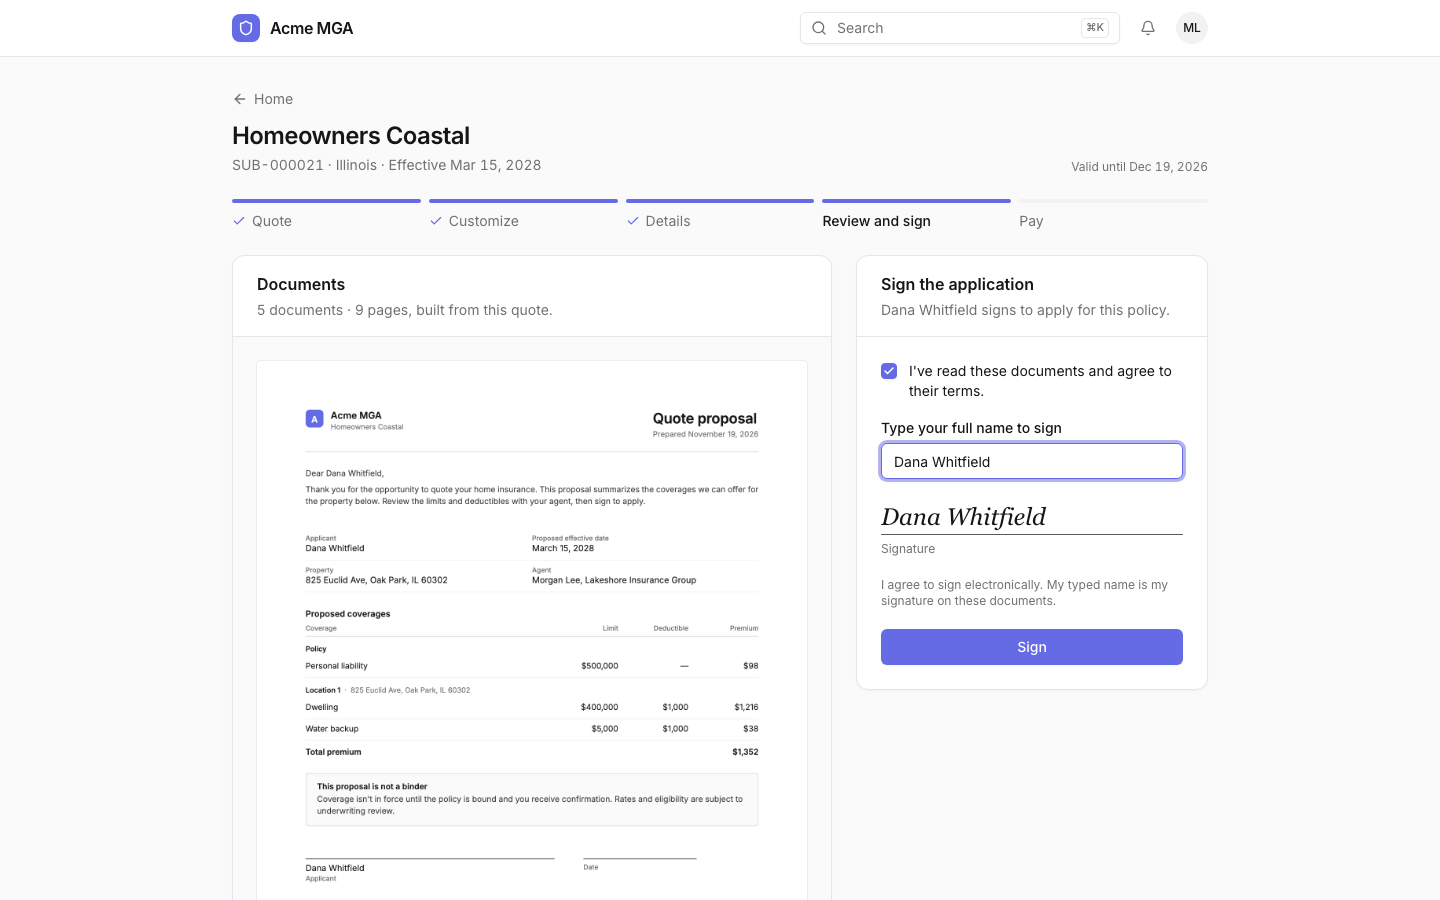 Acme MGA
Search
⌘K
ML
Home
Homeowners Coastal
SUB-000021 · Illinois · Effective Mar 15, 2028
Valid until Dec 19, 2026
Quote
Customize
Details
Review and sign
Pay
Documents
5 documents · 9 pages, built from this quote.
A
Acme MGA
Homeowners Coastal
Quote proposal
Prepared November 19, 2026
Dear Dana Whitfield,
Thank you for the opportunity to quote your home insurance. This proposal summarizes the coverages we can offer for
the property below. Review the limits and deductibles with your agent, then sign to apply.
Applicant
Dana Whitfield
Proposed effective date
March 15, 2028
Property
825 Euclid Ave, Oak Park, IL 60302
Agent
Morgan Lee, Lakeshore Insurance Group
Proposed coverages
Coverage Limit Deductible Premium
Policy
Personal liability $500,000 — $98
Location 1 · 825 Euclid Ave, Oak Park, IL 60302
Dwelling $400,000 $1,000 $1,216
Water backup $5,000 $1,000 $38
Total premium $1,352
This proposal is not a binder
Coverage isn't in force until the policy is bound and you receive confirmation. Rates and eligibility are subject to
underwriting review.
Dana Whitfield
Applicant
Date
Sign the application
Dana Whitfield signs to apply for this policy.
I've read these documents and agree to
their terms.
Type your full name to sign
Dana Whitfield
Dana Whitfield
Signature
I agree to sign electronically. My typed name is my
signature on these documents.
Sign